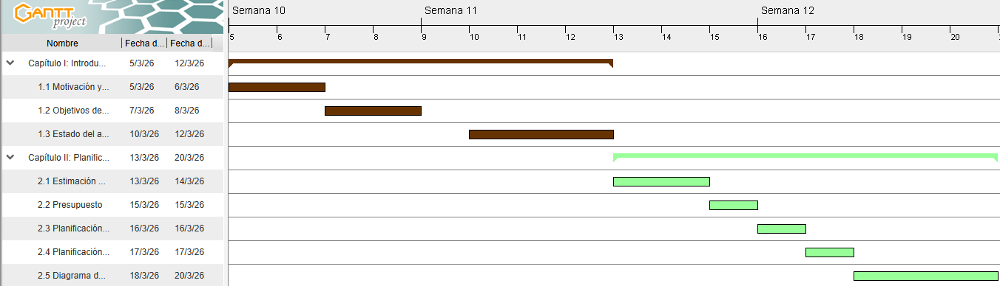 GANTT
project
Semana 10 Semana 11 Semana 12
5 6 7 8 9 10 11 12 13 14 15 16 17 18 19 20
Nombre Fecha d... Fecha d...
Capítulo I: Introdu... 5/3/26 12/3/26
1.1 Motivación y... 5/3/26 6/3/26
1.2 Objetivos de... 7/3/26 8/3/26
1.3 Estado del a... 10/3/26 12/3/26
Capítulo II: Planific... 13/3/26 20/3/26
2.1 Estimación ... 13/3/26 14/3/26
2.2 Presupuesto 15/3/26 15/3/26
2.3 Planificación... 16/3/26 16/3/26
2.4 Planificación... 17/3/26 17/3/26
2.5 Diagrama d... 18/3/26 20/3/26